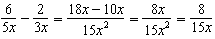 6/5x − 2/3x = (18x − 10x)/15x² = 8x/15x² = 8/15x